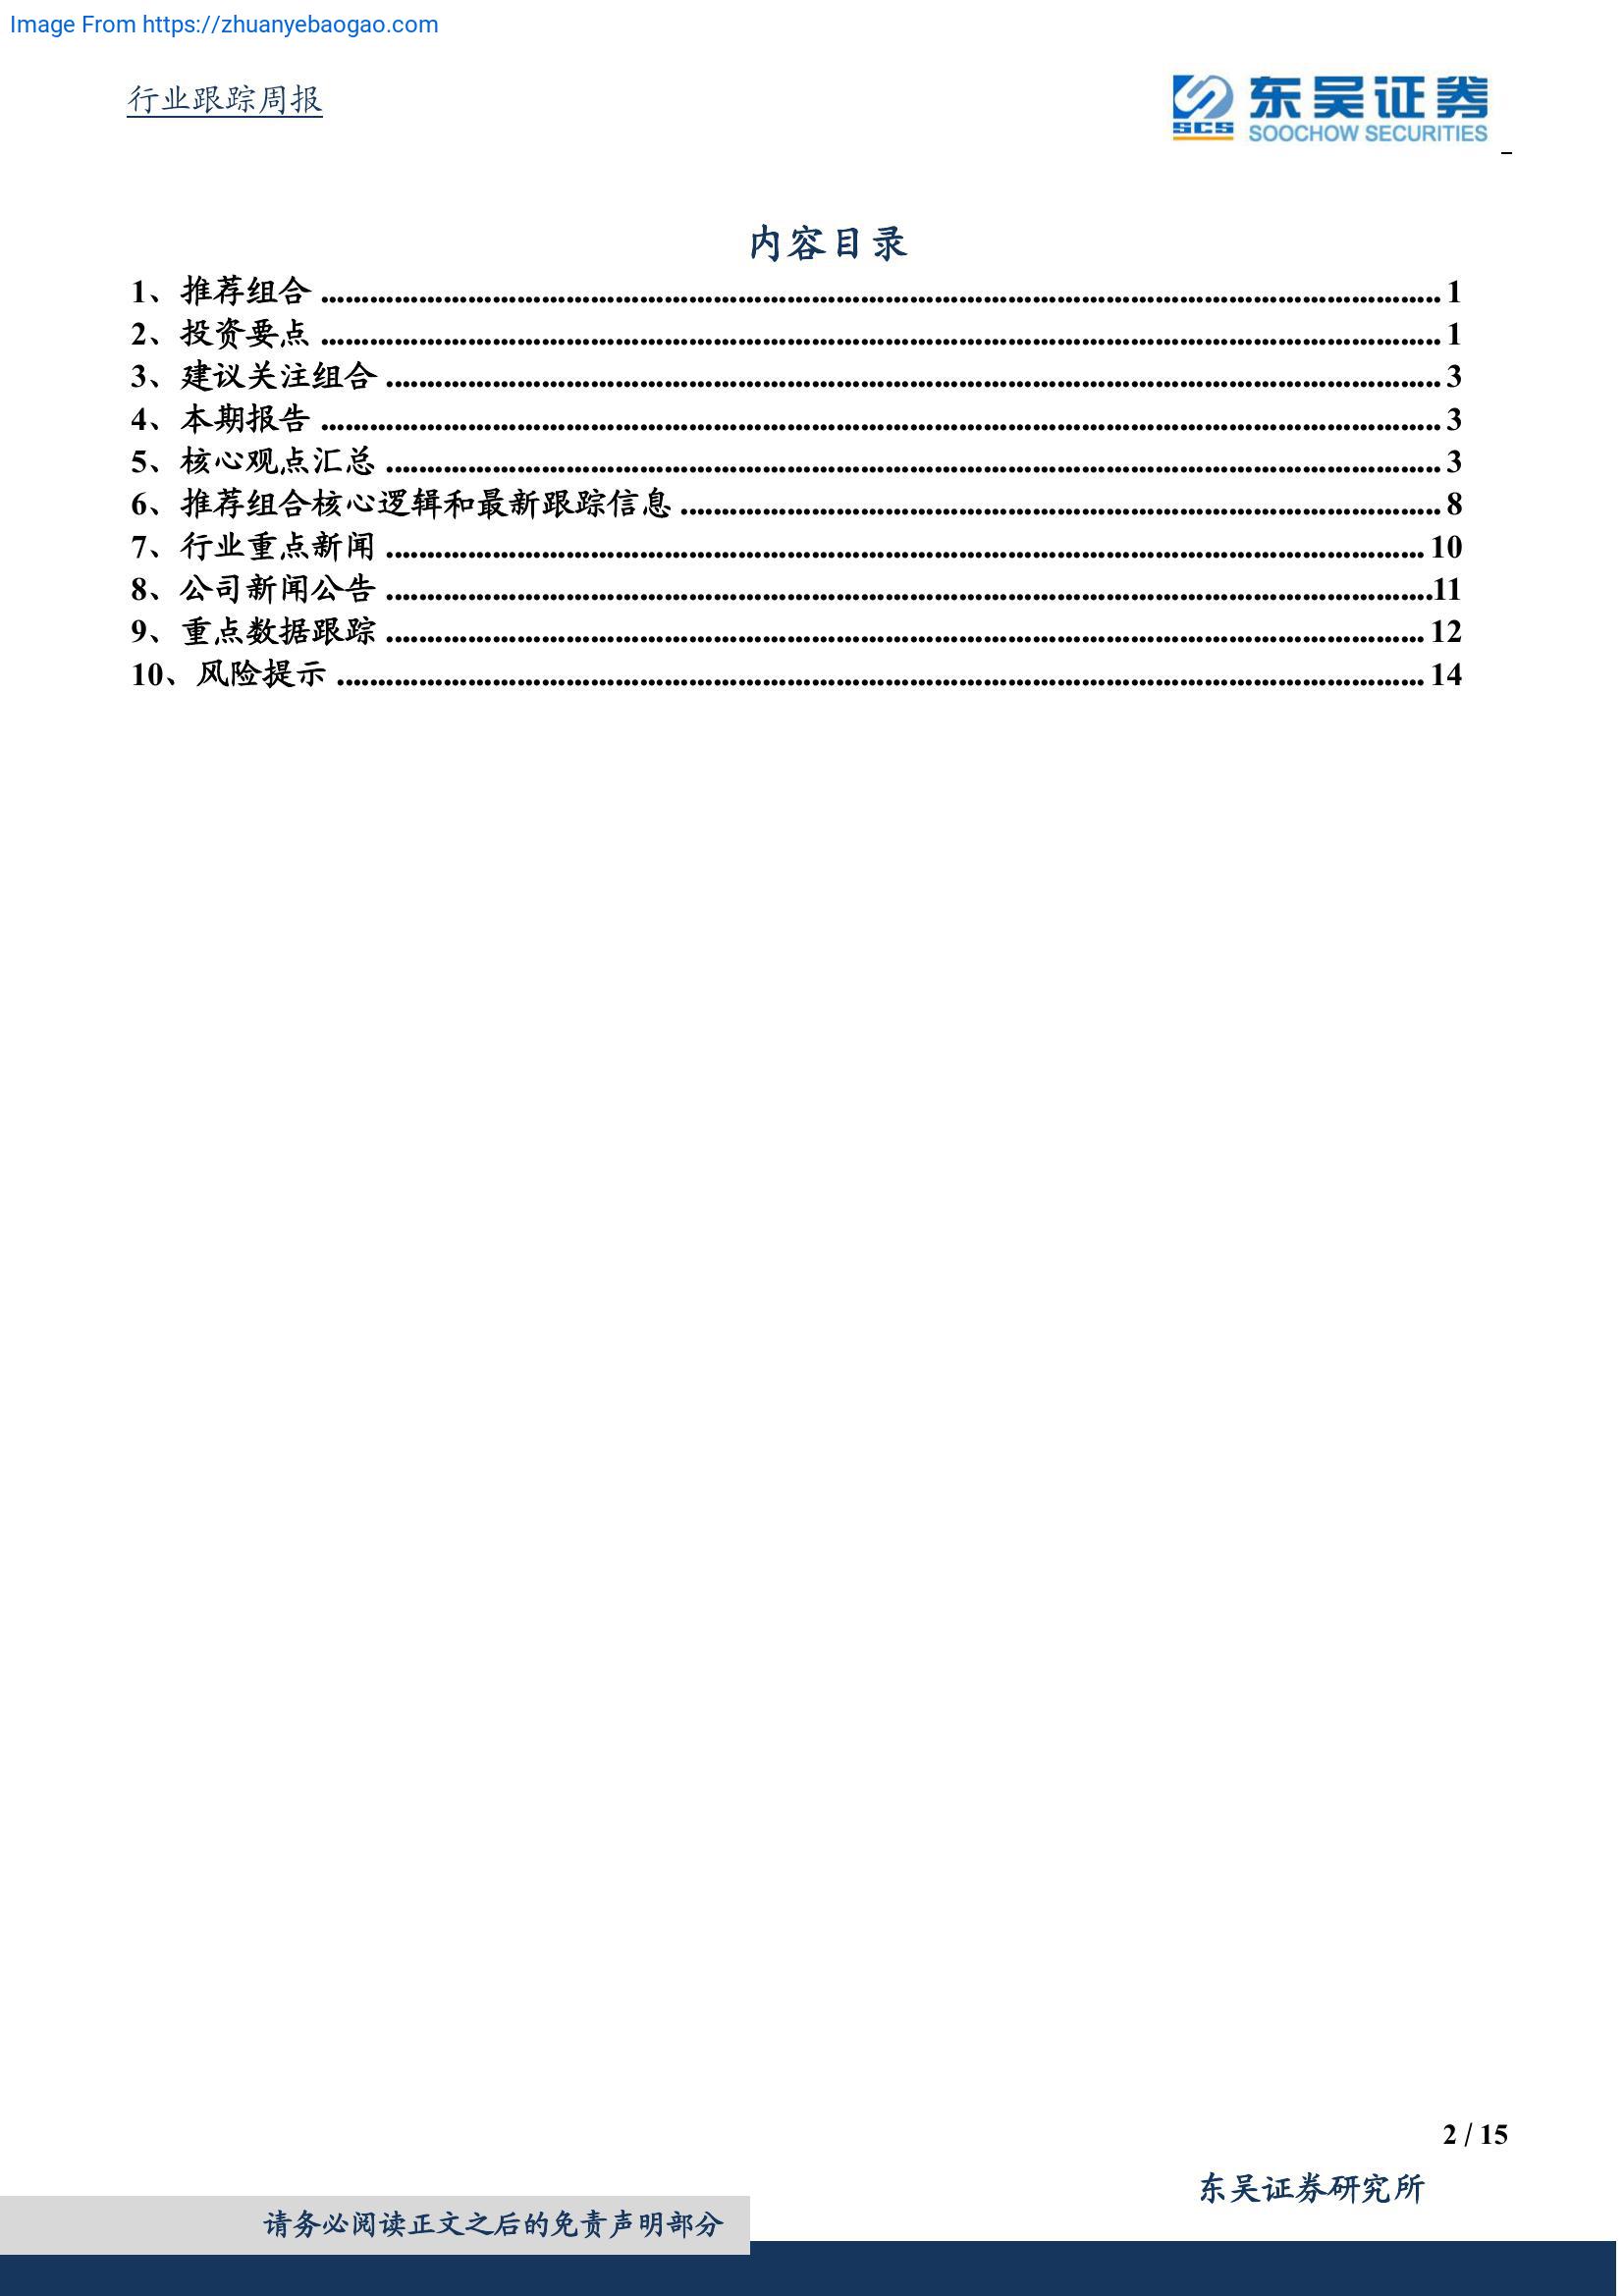 Image From https://zhuanyebaogao.com
行业跟踪周报
东吴证券
SCS
SOOCHOW SECURITIES
内容目录
1、推荐组合 ........................................ 1
2、投资要点 ........................................ 1
3、建议关注组合 ........................................ 3
4、本期报告 ........................................ 3
5、核心观点汇总 ........................................ 3
6、推荐组合核心逻辑和最新跟踪信息 ........................................ 8
7、行业重点新闻 ........................................ 10
8、公司新闻公告 ........................................11
9、重点数据跟踪 ........................................ 12
10、风险提示 ........................................ 14
2 / 15
东吴证券研究所
请务必阅读正文之后的免责声明部分